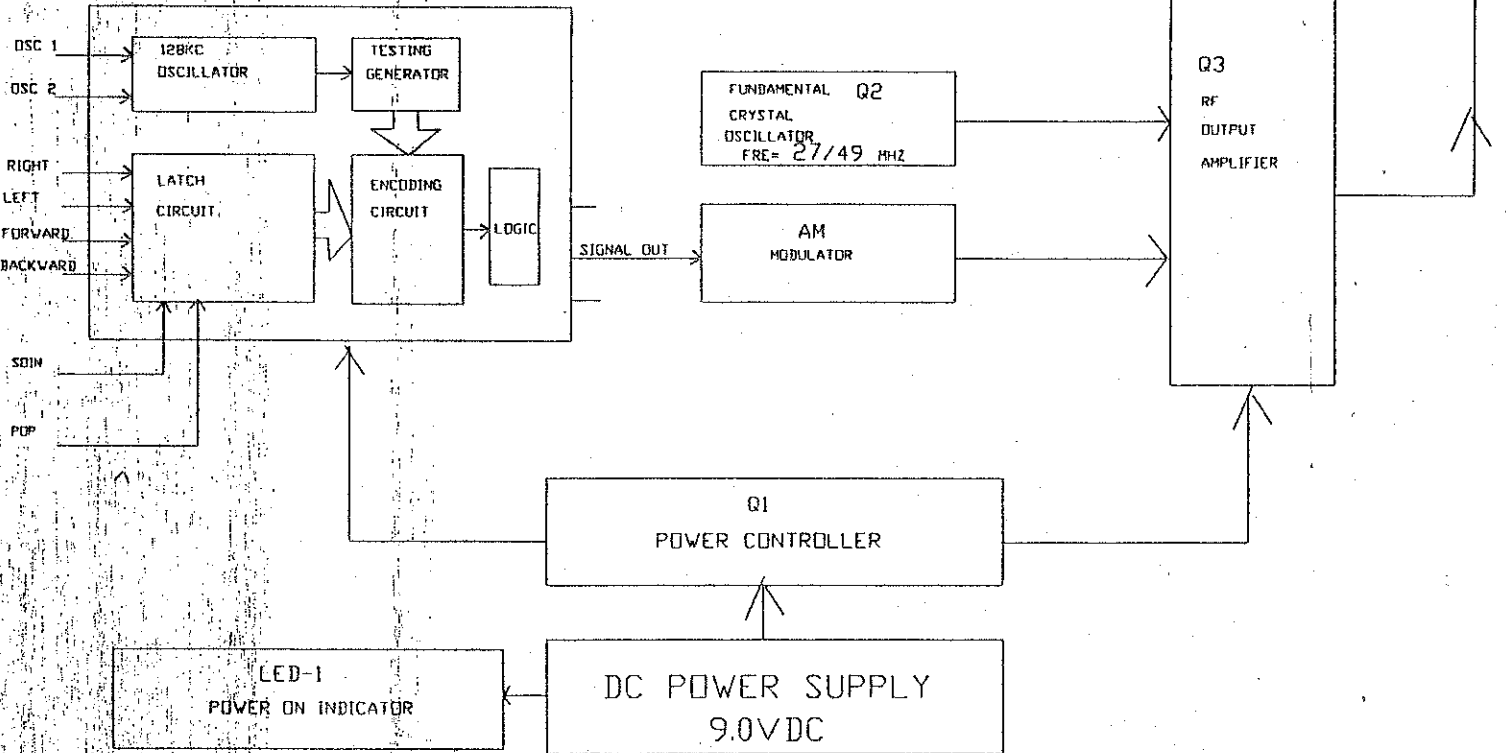 OSC 1
OSC 2
RIGHT
LEFT
FORWARD
BACKWARD
SDIN
POP
128KC
OSCILLATOR
TESTING
GENERATOR
LATCH
CIRCUIT
ENCODING
CIRCUIT
LOGIC
SIGNAL OUT
FUNDAMENTAL Q2
CRYSTAL
OSCILLATOR
FRE= 27/49 MHZ
AM
MODULATOR
Q3
RF
OUTPUT
AMPLIFIER
Q1
POWER CONTROLLER
LED-1
POWER ON INDICATOR
DC POWER SUPPLY
9.0VDC